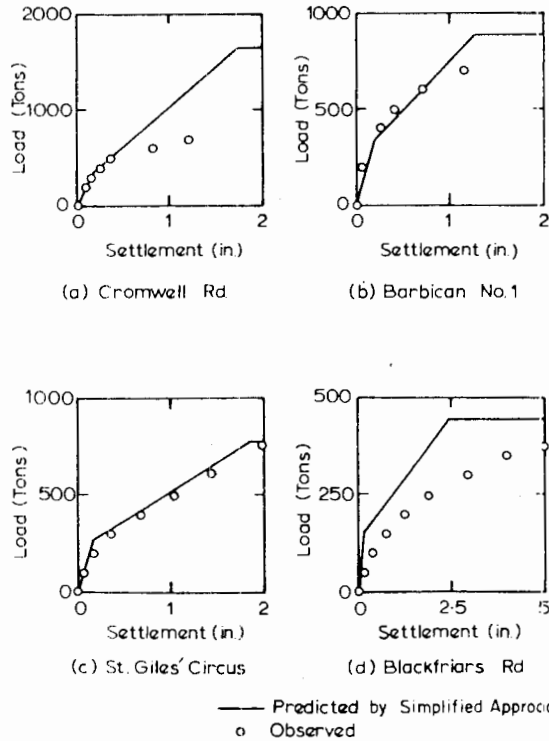 2000
1000
0
Load (Tons)
0
1
2
Settlement (in.)
(a) Cromwell Rd.
1000
500
0
Load (Tons)
0
1
2
Settlement (in.)
(b) Barbican No.1
1000
500
0
Load (Tons)
0
1
2
Settlement (in.)
(c) St. Giles' Circus
500
250
0
Load (Tons)
0
2·5
5
Settlement (in.)
(d) Blackfriars Rd
Predicted by Simplified
Observed